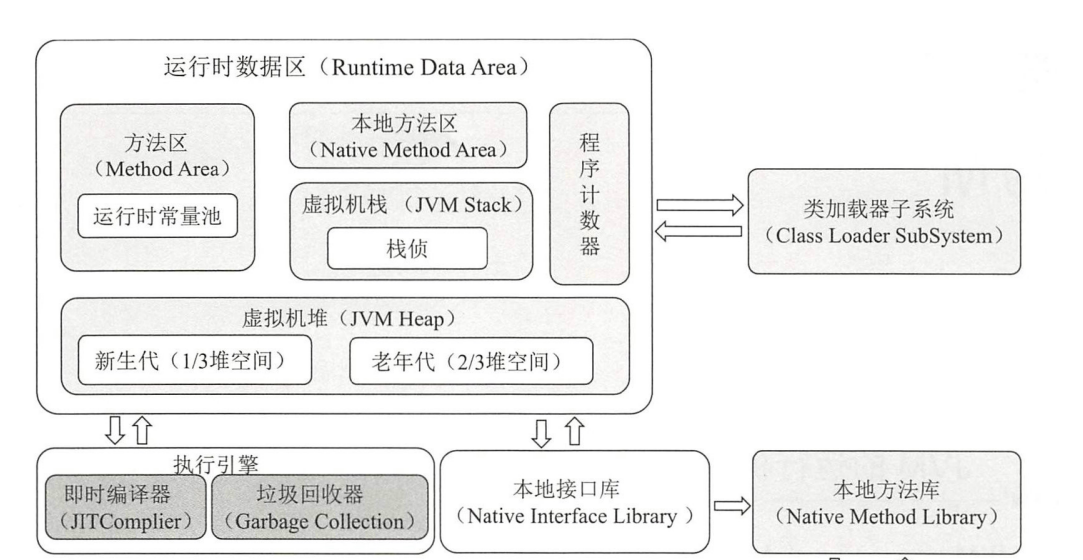 运行时数据区（Runtime Data Area）
方法区
（Method Area）
运行时常量池
本地方法区
（Native Method Area）
虚拟机栈 （JVM Stack）
栈侦
程
序
计
数
器
类加载器子系统
（Class Loader SubSystem）
虚拟机堆（JVM Heap）
新生代（1/3堆空间）
老年代（2/3堆空间）
执行引擎
即时编译器
（JITComplier）
垃圾回收器
（Garbage Collection）
本地接口库
（Native Interface Library ）
本地方法库
（Native Method Library）